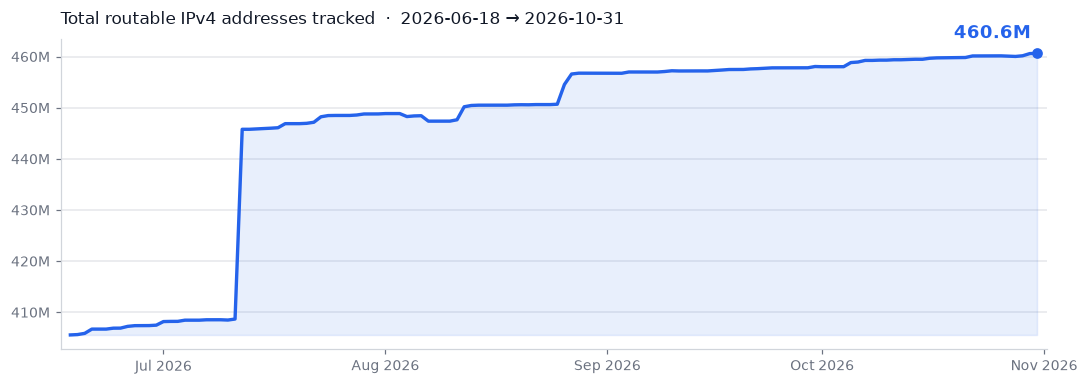 Total routable IPv4 addresses tracked · 2026-06-18 → 2026-10-31
460.6M
460M
450M
440M
430M
420M
410M
Jul 2026 Aug 2026 Sep 2026 Oct 2026 Nov 2026